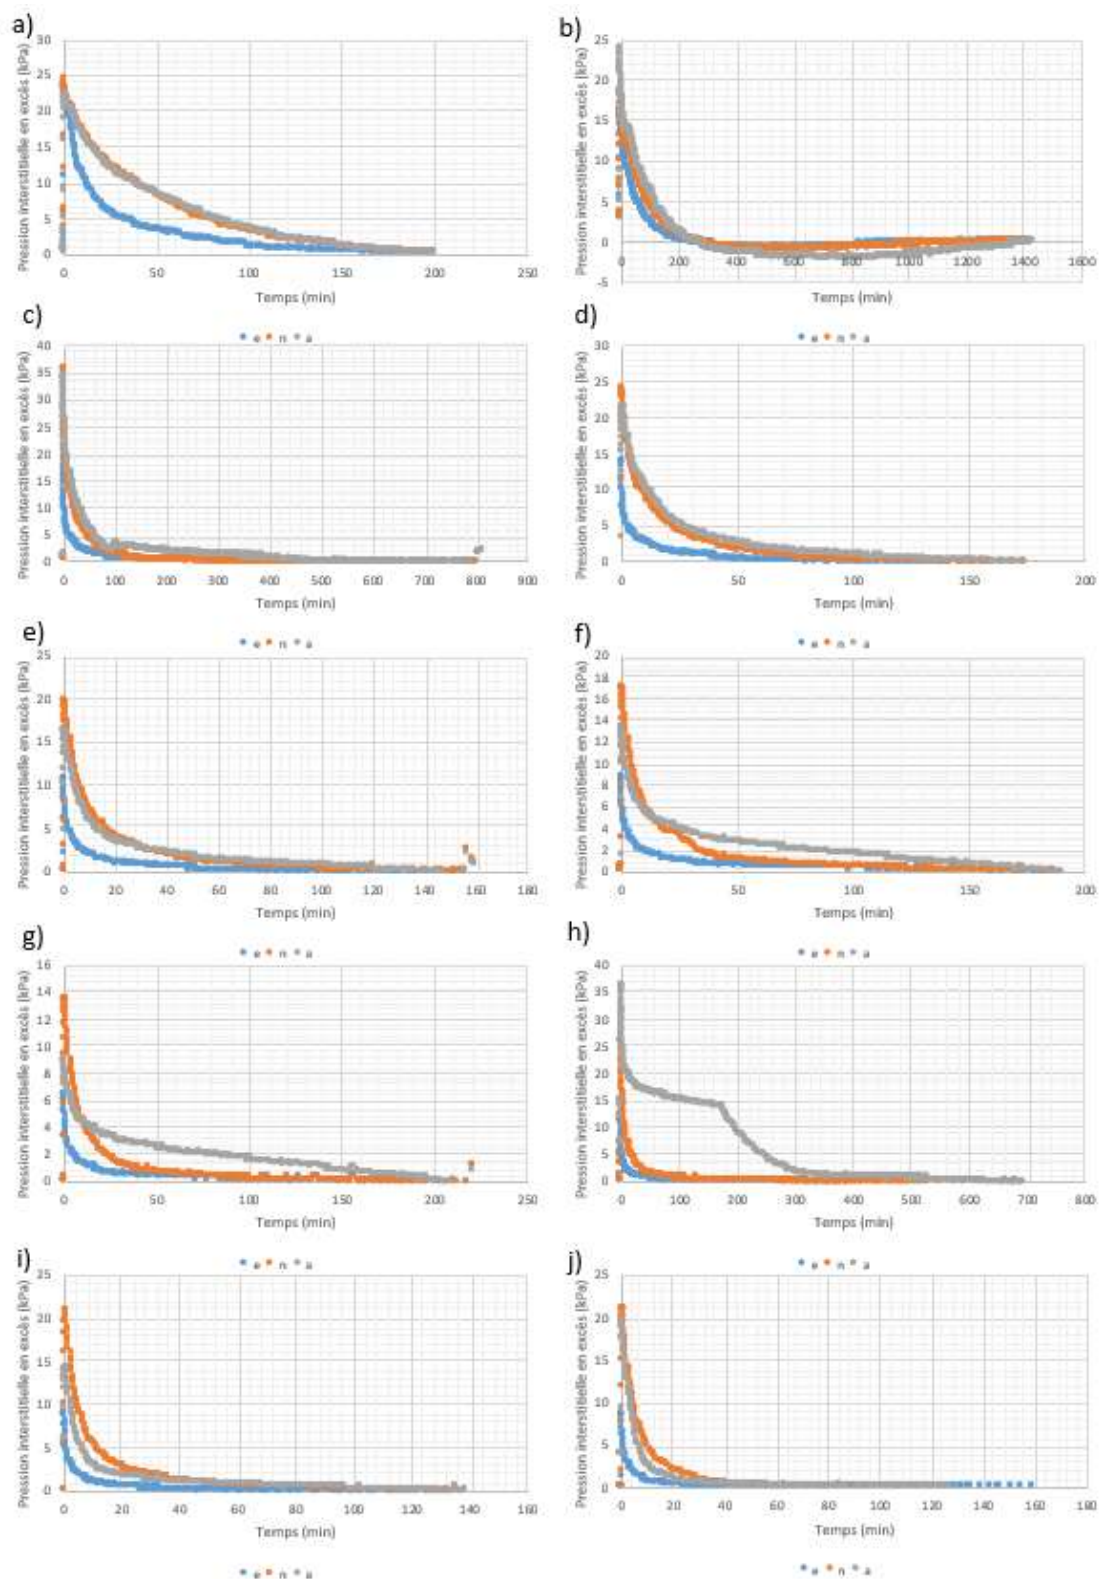 a)
Pression interstitielle en excès (kPa)
30
25
20
15
10
5
0
0 50 100 150 200 250
Temps (min)
e n a
b)
Pression interstitielle en excès (kPa)
25
20
15
10
5
0
-5
0 200 400 600 800 1000 1200 1400 1600
Temps (min)
e n a
c)
Pression interstitielle en excès (kPa)
40
35
30
25
20
15
10
5
0
0 100 200 300 400 500 600 700 800 900
Temps (min)
e n a
d)
Pression interstitielle en excès (kPa)
30
25
20
15
10
5
0
0 50 100 150 200
Temps (min)
e n a
e)
Pression interstitielle en excès (kPa)
25
20
15
10
5
0
0 20 40 60 80 100 120 140 160 180
Temps (min)
e n a
f)
Pression interstitielle en excès (kPa)
20
18
16
14
12
10
8
6
4
2
0
0 50 100 150 200
Temps (min)
e n a
g)
Pression interstitielle en excès (kPa)
16
14
12
10
8
6
4
2
0
0 50 100 150 200 250
Temps (min)
e n a
h)
Pression interstitielle en excès (kPa)
40
35
30
25
20
15
10
5
0
0 100 200 300 400 500 600 700 800
Temps (min)
e n a
i)
Pression interstitielle en excès (kPa)
25
20
15
10
5
0
0 20 40 60 80 100 120 140 160
Temps (min)
e n a
j)
Pression interstitielle en excès (kPa)
25
20
15
10
5
0
0 20 40 60 80 100 120 140 160 180
Temps (min)
e n a